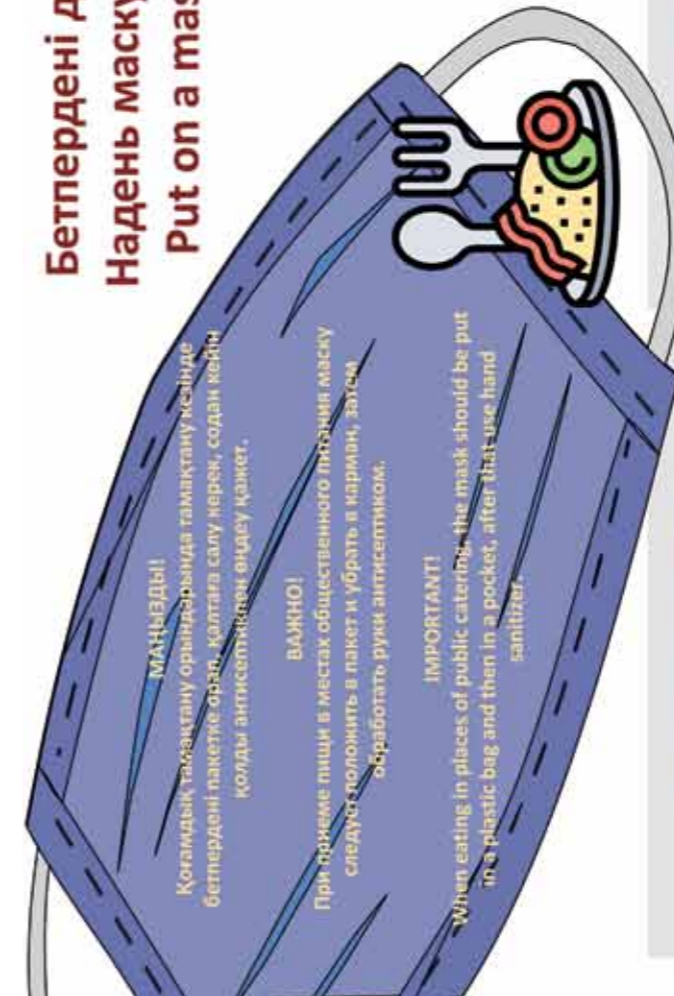 Бетпердені
Надень маску
Put on a
МАҢЫЗДЫ!
Қоғамдық тамақтану орындарында тамақтану кезінде
бетпердені пакетке орап, қалтаға салу керек, содан кейін
қолды антисептикпен өңдеу қажет.
ВАЖНО!
При приеме пищи в местах общественного питания маску
следует положить в пакет и убрать в карман, затем
обработать руки антисептиком.
IMPORTANT!
When eating in places of public catering, the mask should be put
in a plastic bag and then in a pocket, after that use hand
sanitizer.